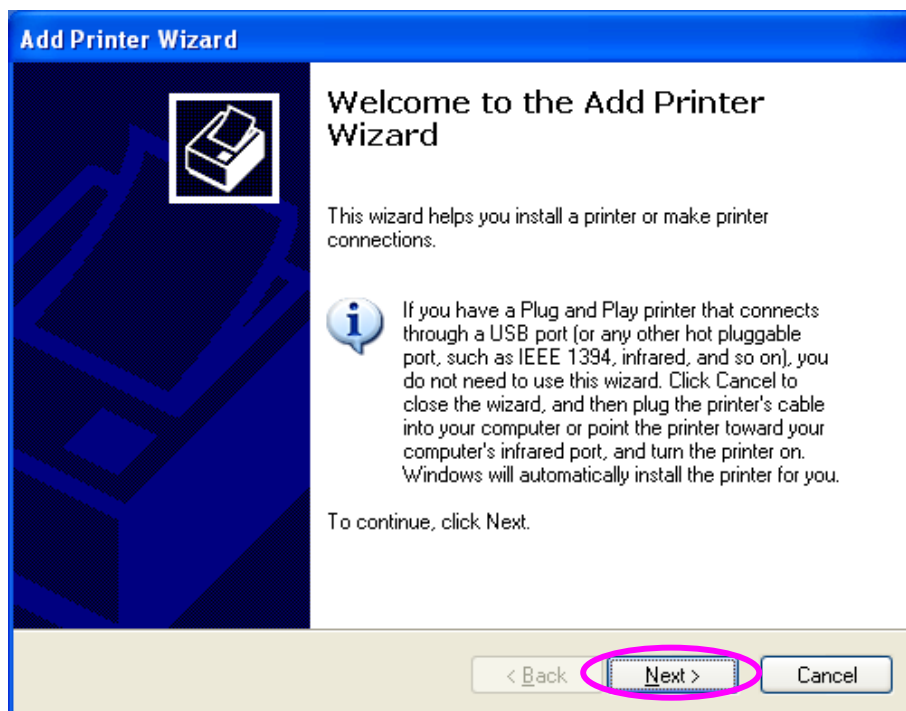 Add Printer Wizard
Welcome to the Add Printer
Wizard
This wizard helps you install a printer or make printer
connections.
If you have a Plug and Play printer that connects
through a USB port (or any other hot pluggable
port, such as IEEE 1394, infrared, and so on), you
do not need to use this wizard. Click Cancel to
close the wizard, and then plug the printer's cable
into your computer or point the printer toward your
computer's infrared port, and turn the printer on.
Windows will automatically install the printer for you.
To continue, click Next.
< Back Next > Cancel